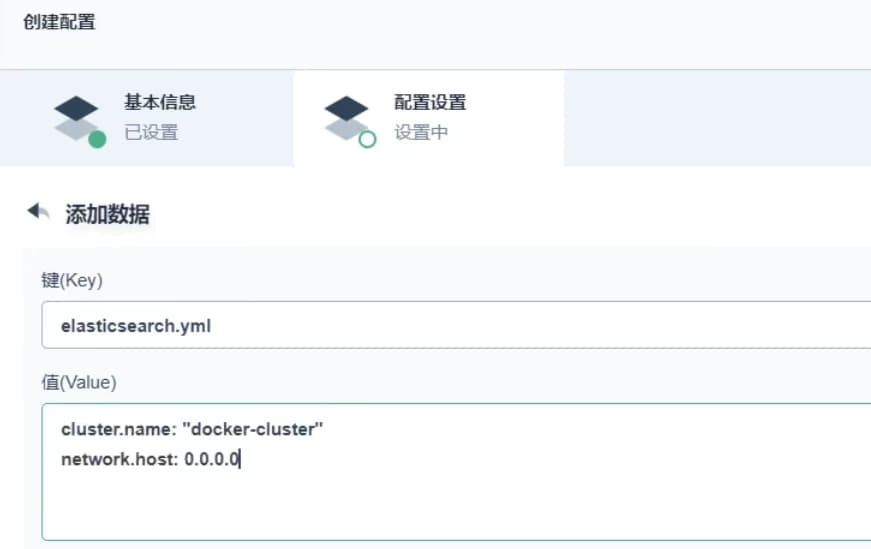 创建配置
基本信息
已设置
配置设置
设置中
添加数据
键(Key)
elasticsearch.yml
值(Value)
cluster.name: "docker-cluster"
network.host: 0.0.0.0